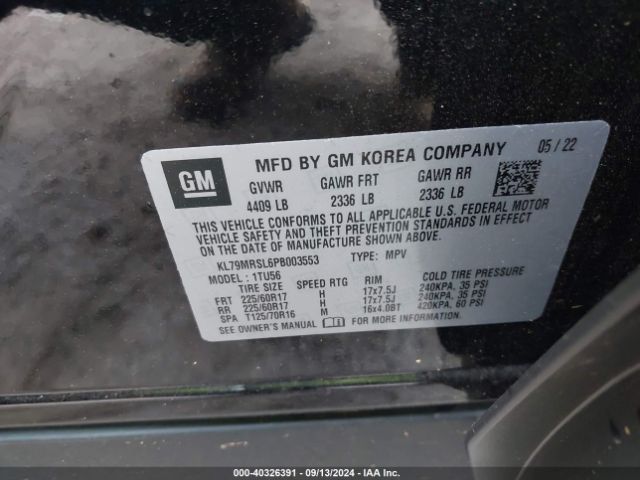 GM
MFD BY GM KOREA COMPANY 05 / 22
GVWR GAWR FRT GAWR RR
4409 LB 2336 LB 2336 LB
THIS VEHICLE CONFORMS TO ALL APPLICABLE U.S. FEDERAL MOTOR
VEHICLE SAFETY AND THEFT PREVENTION STANDARDS IN EFFECT
ON THE DATE OF MANUFACTURE SHOWN ABOVE.
KL79MRSL6PB003553 TYPE: MPV
MODEL: 1TU56
TIRE SIZE SPEED RTG RIM COLD TIRE PRESSURE
FRT 225/60R17 H 17x7.5J 240KPA, 35 PSI
RR 225/60R17 H 17x7.5J 240KPA, 35 PSI
SPA T125/70R16 M 16x4.0BT 420KPA, 60 PSI
SEE OWNER'S MANUAL FOR MORE INFORMATION.
000-40326391 - 09/13/2024 - IAAI.COM